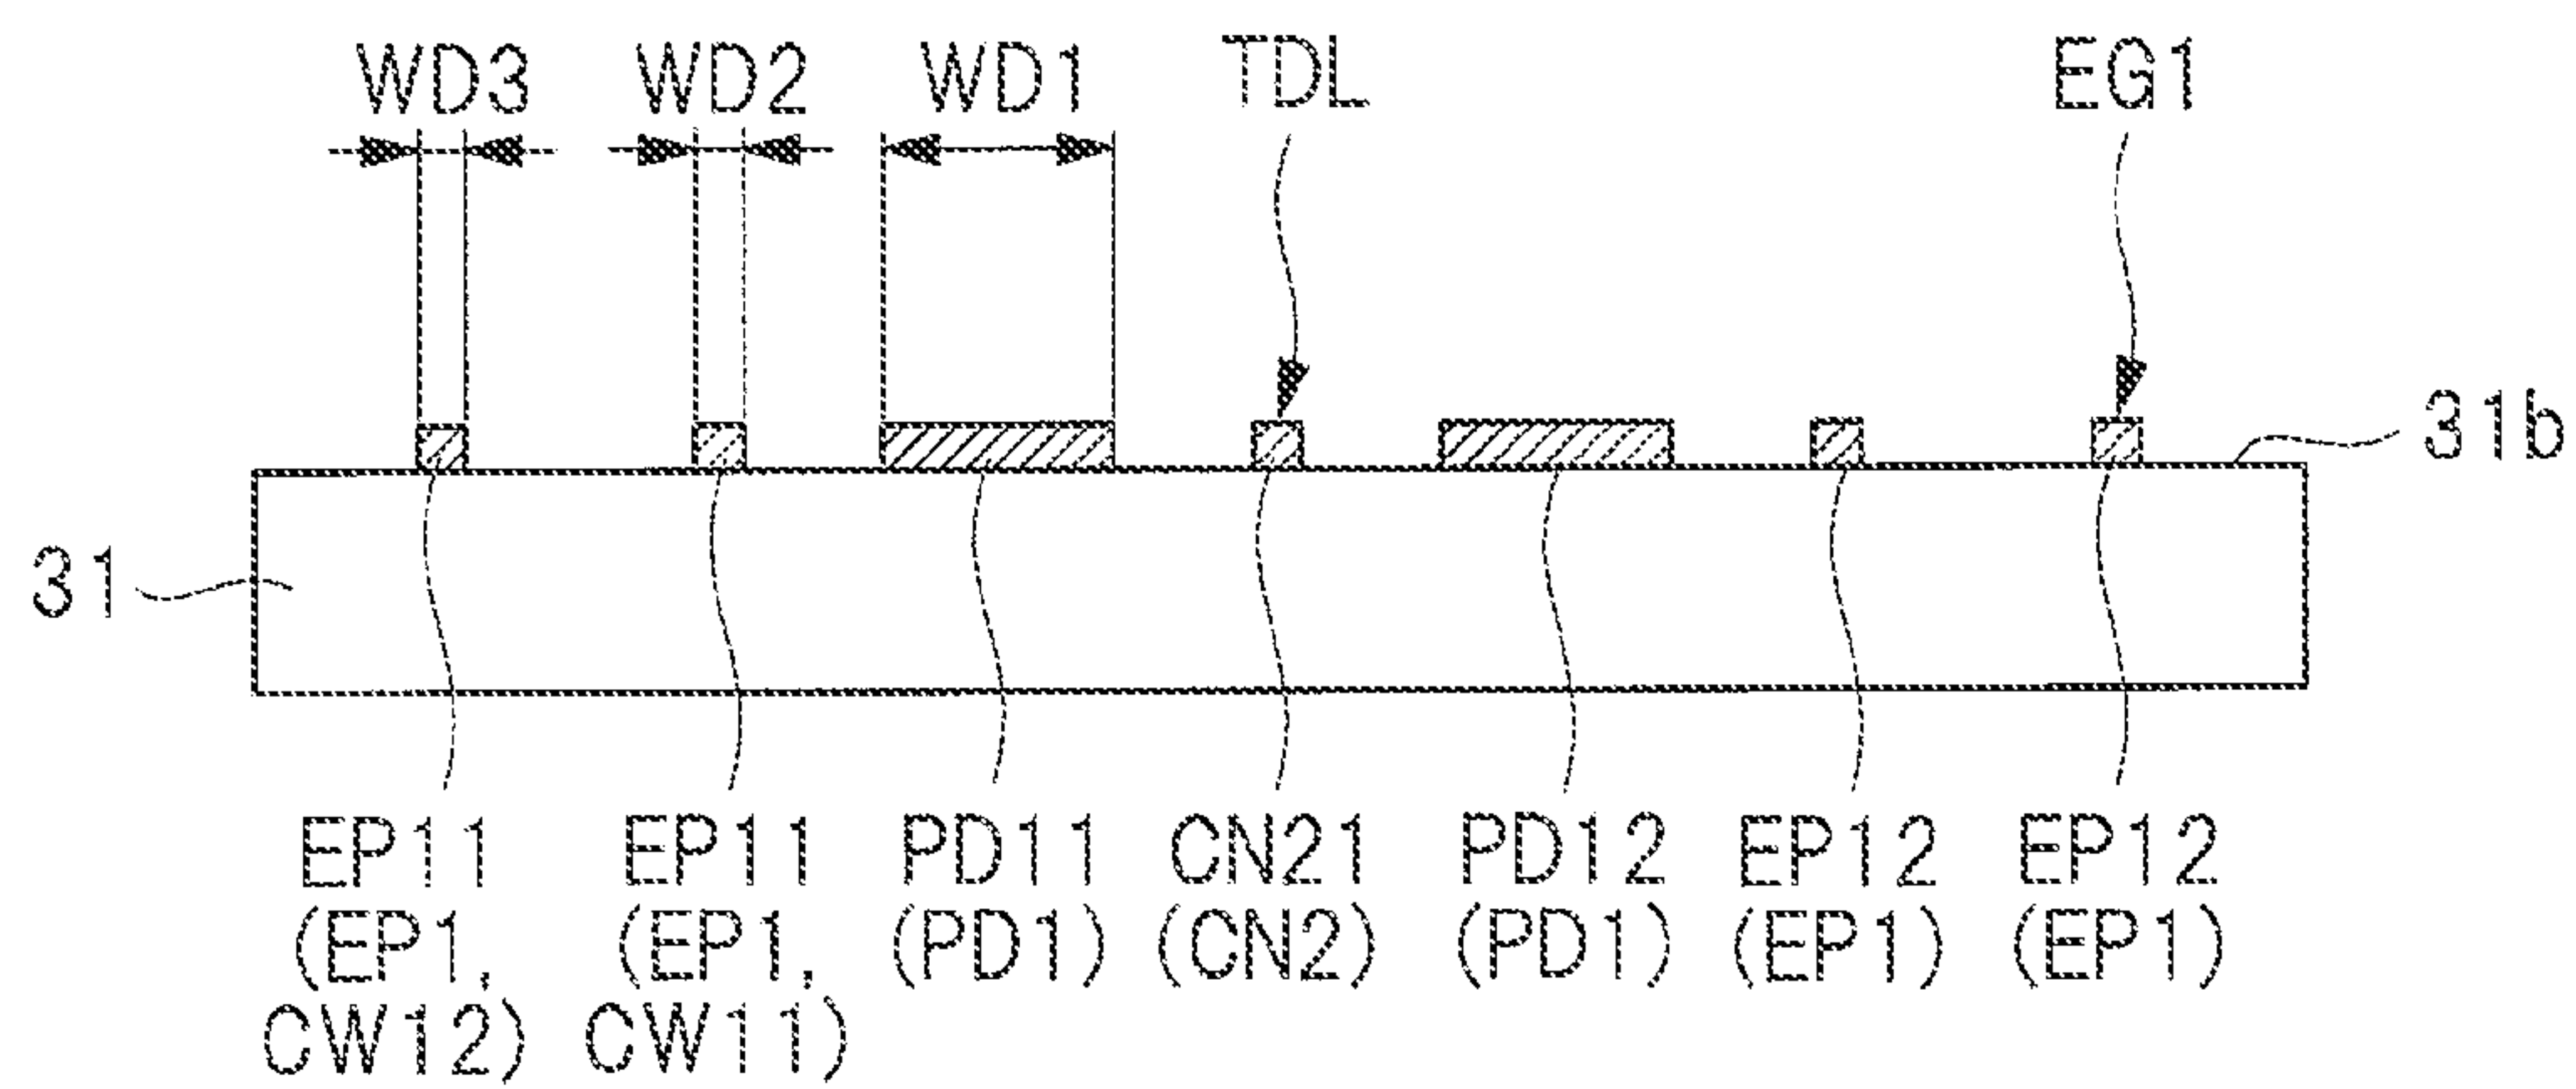 WD3 WD2 WD1 TDL EG1
31b
31
EP11 EP11 PD11 CN21 PD12 EP12 EP12
(EP1, (EP1, (PD1) (CN2) (PD1) (EP1) (EP1)
CW12) CW11)